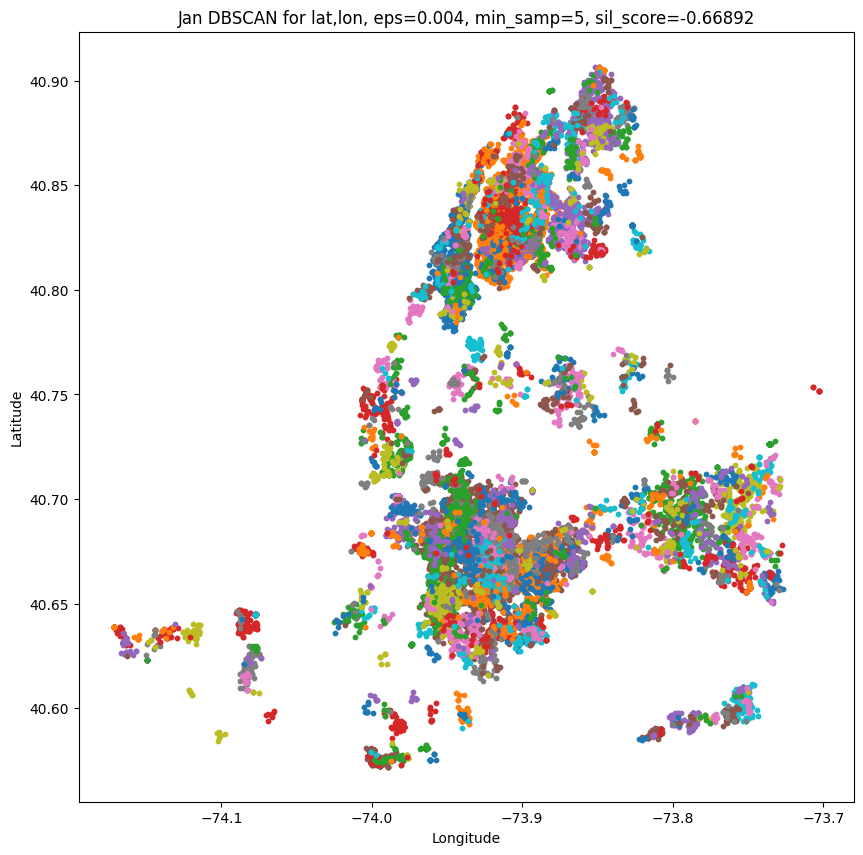 Jan DBSCAN for lat,lon, eps=0.004, min_samp=5, sil_score=-0.66892
40.90
40.85
40.80
40.75
40.70
40.65
40.60
Latitude
−74.1 −74.0 −73.9 −73.8 −73.7
Longitude